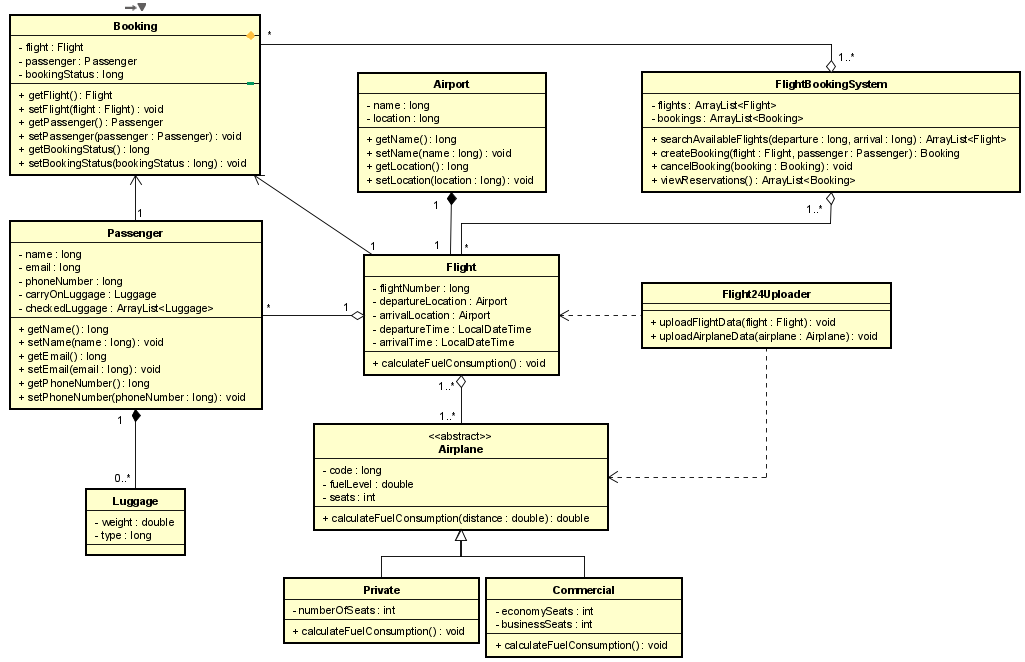 Booking
- flight : Flight
- passenger : Passenger
- bookingStatus : long
+ getFlight() : Flight
+ setFlight(flight : Flight) : void
+ getPassenger() : Passenger
+ setPassenger(passenger : Passenger) : void
+ getBookingStatus() : long
+ setBookingStatus(bookingStatus : long) : void
*
1..*
Airport
- name : long
- location : long
+ getName() : long
+ setName(name : long) : void
+ getLocation() : long
+ setLocation(location : long) : void
FlightBookingSystem
- flights : ArrayList<Flight>
- bookings : ArrayList<Booking>
+ searchAvailableFlights(departure : long, arrival : long) : ArrayList<Flight>
+ createBooking(flight : Flight, passenger : Passenger) : Booking
+ cancelBooking(booking : Booking) : void
+ viewReservations() : ArrayList<Booking>
1
1
1..*
1
1
*
Passenger
- name : long
- email : long
- phoneNumber : long
- carryOnLuggage : Luggage
- checkedLuggage : ArrayList<Luggage>
+ getName() : long
+ setName(name : long) : void
+ getEmail() : long
+ setEmail(email : long) : void
+ getPhoneNumber() : long
+ setPhoneNumber(phoneNumber : long) : void
*
1
Flight
- flightNumber : long
- departureLocation : Airport
- arrivalLocation : Airport
- departureTime : LocalDateTime
- arrivalTime : LocalDateTime
+ calculateFuelConsumption() : void
Flight24Uploader
+ uploadFlightData(flight : Flight) : void
+ uploadAirplaneData(airplane : Airplane) : void
1..*
1..*
1
0..*
<<abstract>>
Airplane
- code : long
- fuelLevel : double
- seats : int
+ calculateFuelConsumption(distance : double) : double
Luggage
- weight : double
- type : long
Private
- numberOfSeats : int
+ calculateFuelConsumption() : void
Commercial
- economySeats : int
- businessSeats : int
+ calculateFuelConsumption() : void